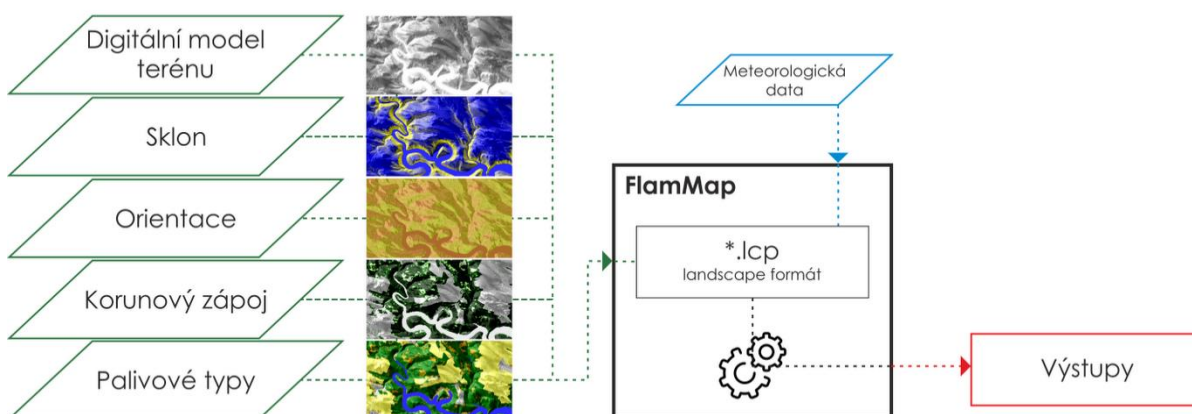 Digitální model
terénu
Sklon
Orientace
Korunový zápoj
Palivové typy
Meteorologická
data
FlamMap
*.lcp
landscape formát
Výstupy